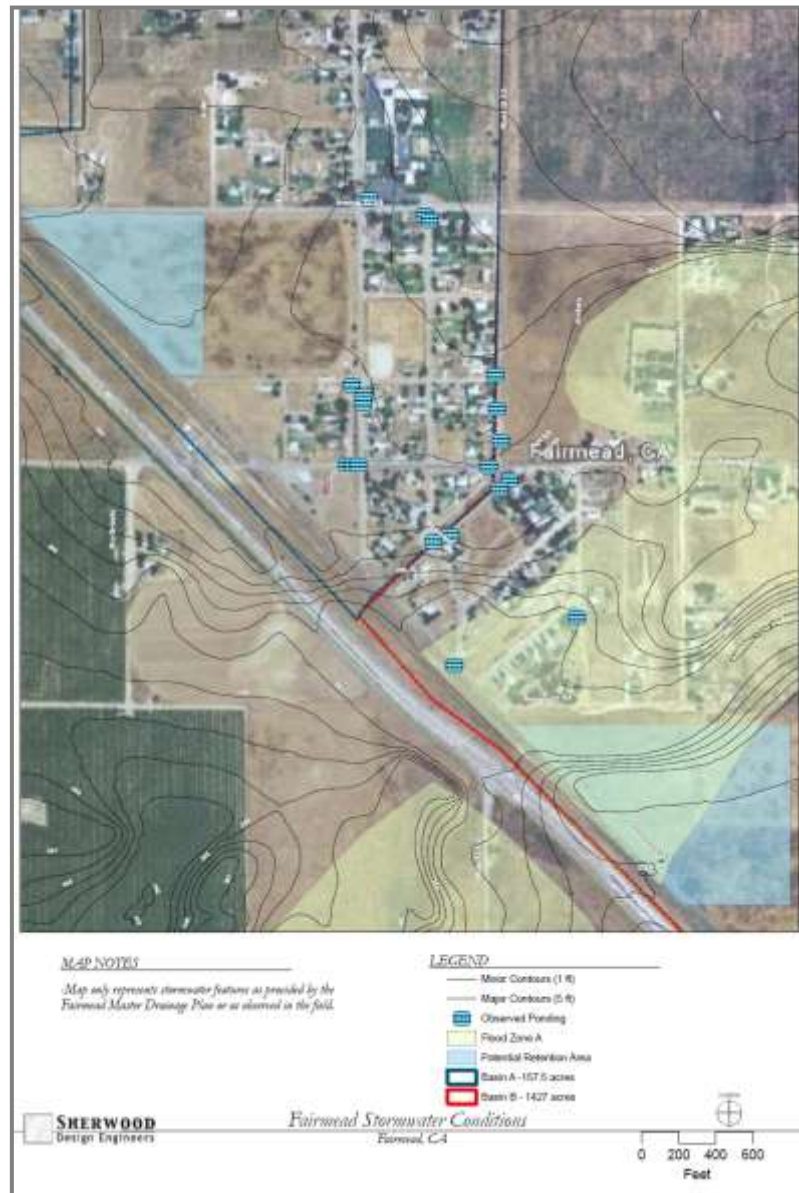 Fairmead, CA
MAP NOTES
-Map only represents stormwater features as provided by the
Fairmead Master Drainage Plan or as observed in the field.
LEGEND
Minor Contours (1 ft)
Major Contours (5 ft)
Observed Ponding
Flood Zone A
Potential Retention Area
Basin A -157.5 acres
Basin B - 1427 acres
SHERWOOD
Design Engineers
Fairmead Stormwater Conditions
Fairmead, CA
0 200 400 600
Feet